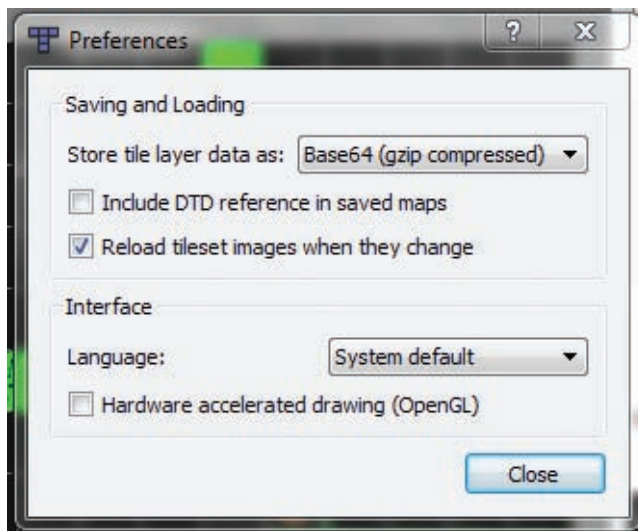 Preferences
Saving and Loading
Store tile layer data as: Base64 (gzip compressed)
Include DTD reference in saved maps
Reload tileset images when they change
Interface
Language: System default
Hardware accelerated drawing (OpenGL)
Close